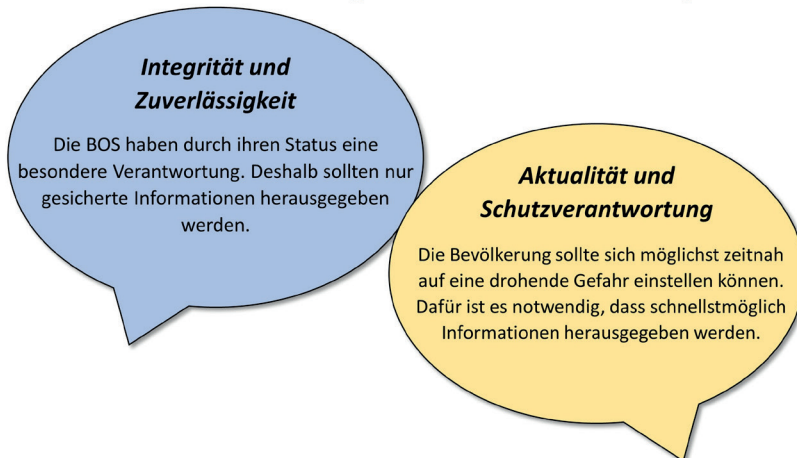 Integrität und
Zuverlässigkeit
Die BOS haben durch ihren Status eine
besondere Verantwortung. Deshalb sollten nur
gesicherte Informationen herausgegeben
werden.
Aktualität und
Schutzverantwortung
Die Bevölkerung sollte sich möglichst zeitnah
auf eine drohende Gefahr einstellen können.
Dafür ist es notwendig, dass schnellstmöglich
Informationen herausgegeben werden.